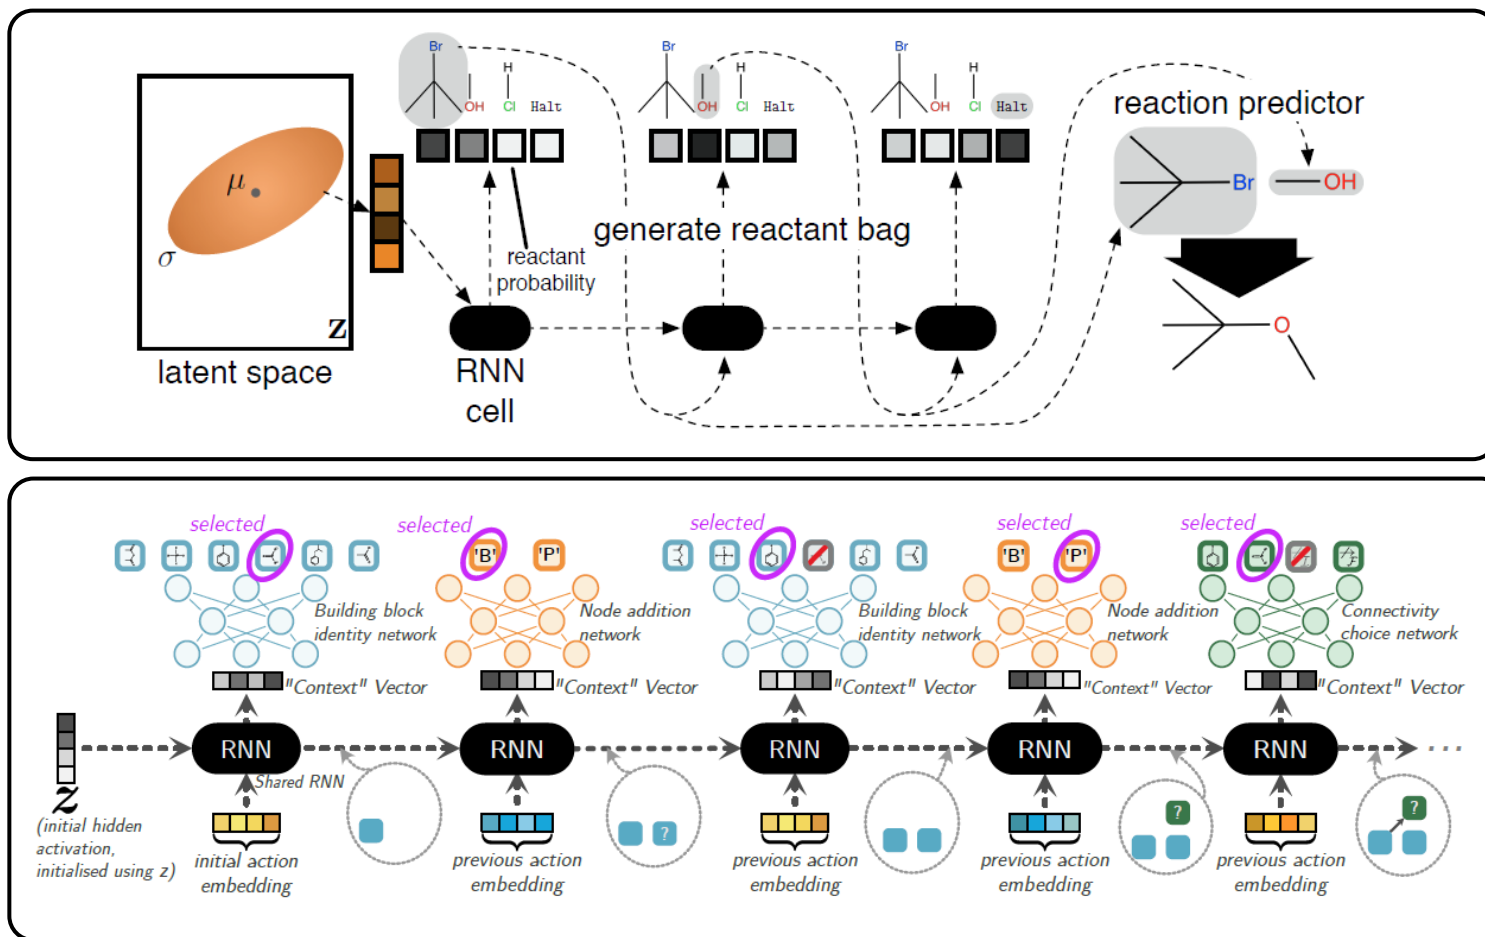 Br
OH
H
Cl
Halt
Br
OH
H
Cl
Halt
Br
OH
H
Cl
Halt
reaction predictor
Br
OH
μ
σ
z
latent space
generate reactant bag
reactant
probability
RNN
cell
O
selected
selected
selected
selected
selected
'B'
'P'
'B'
'P'
Building block
identity network
Node addition
network
Building block
identity network
Node addition
network
Connectivity
choice network
"Context" Vector
"Context" Vector
"Context" Vector
"Context" Vector
"Context" Vector
RNN
RNN
RNN
RNN
RNN
...
Shared RNN
z
(initial hidden
activation,
initialised using z)
?
?
?
initial action
embedding
previous action
embedding
previous action
embedding
previous action
embedding
previous action
embedding